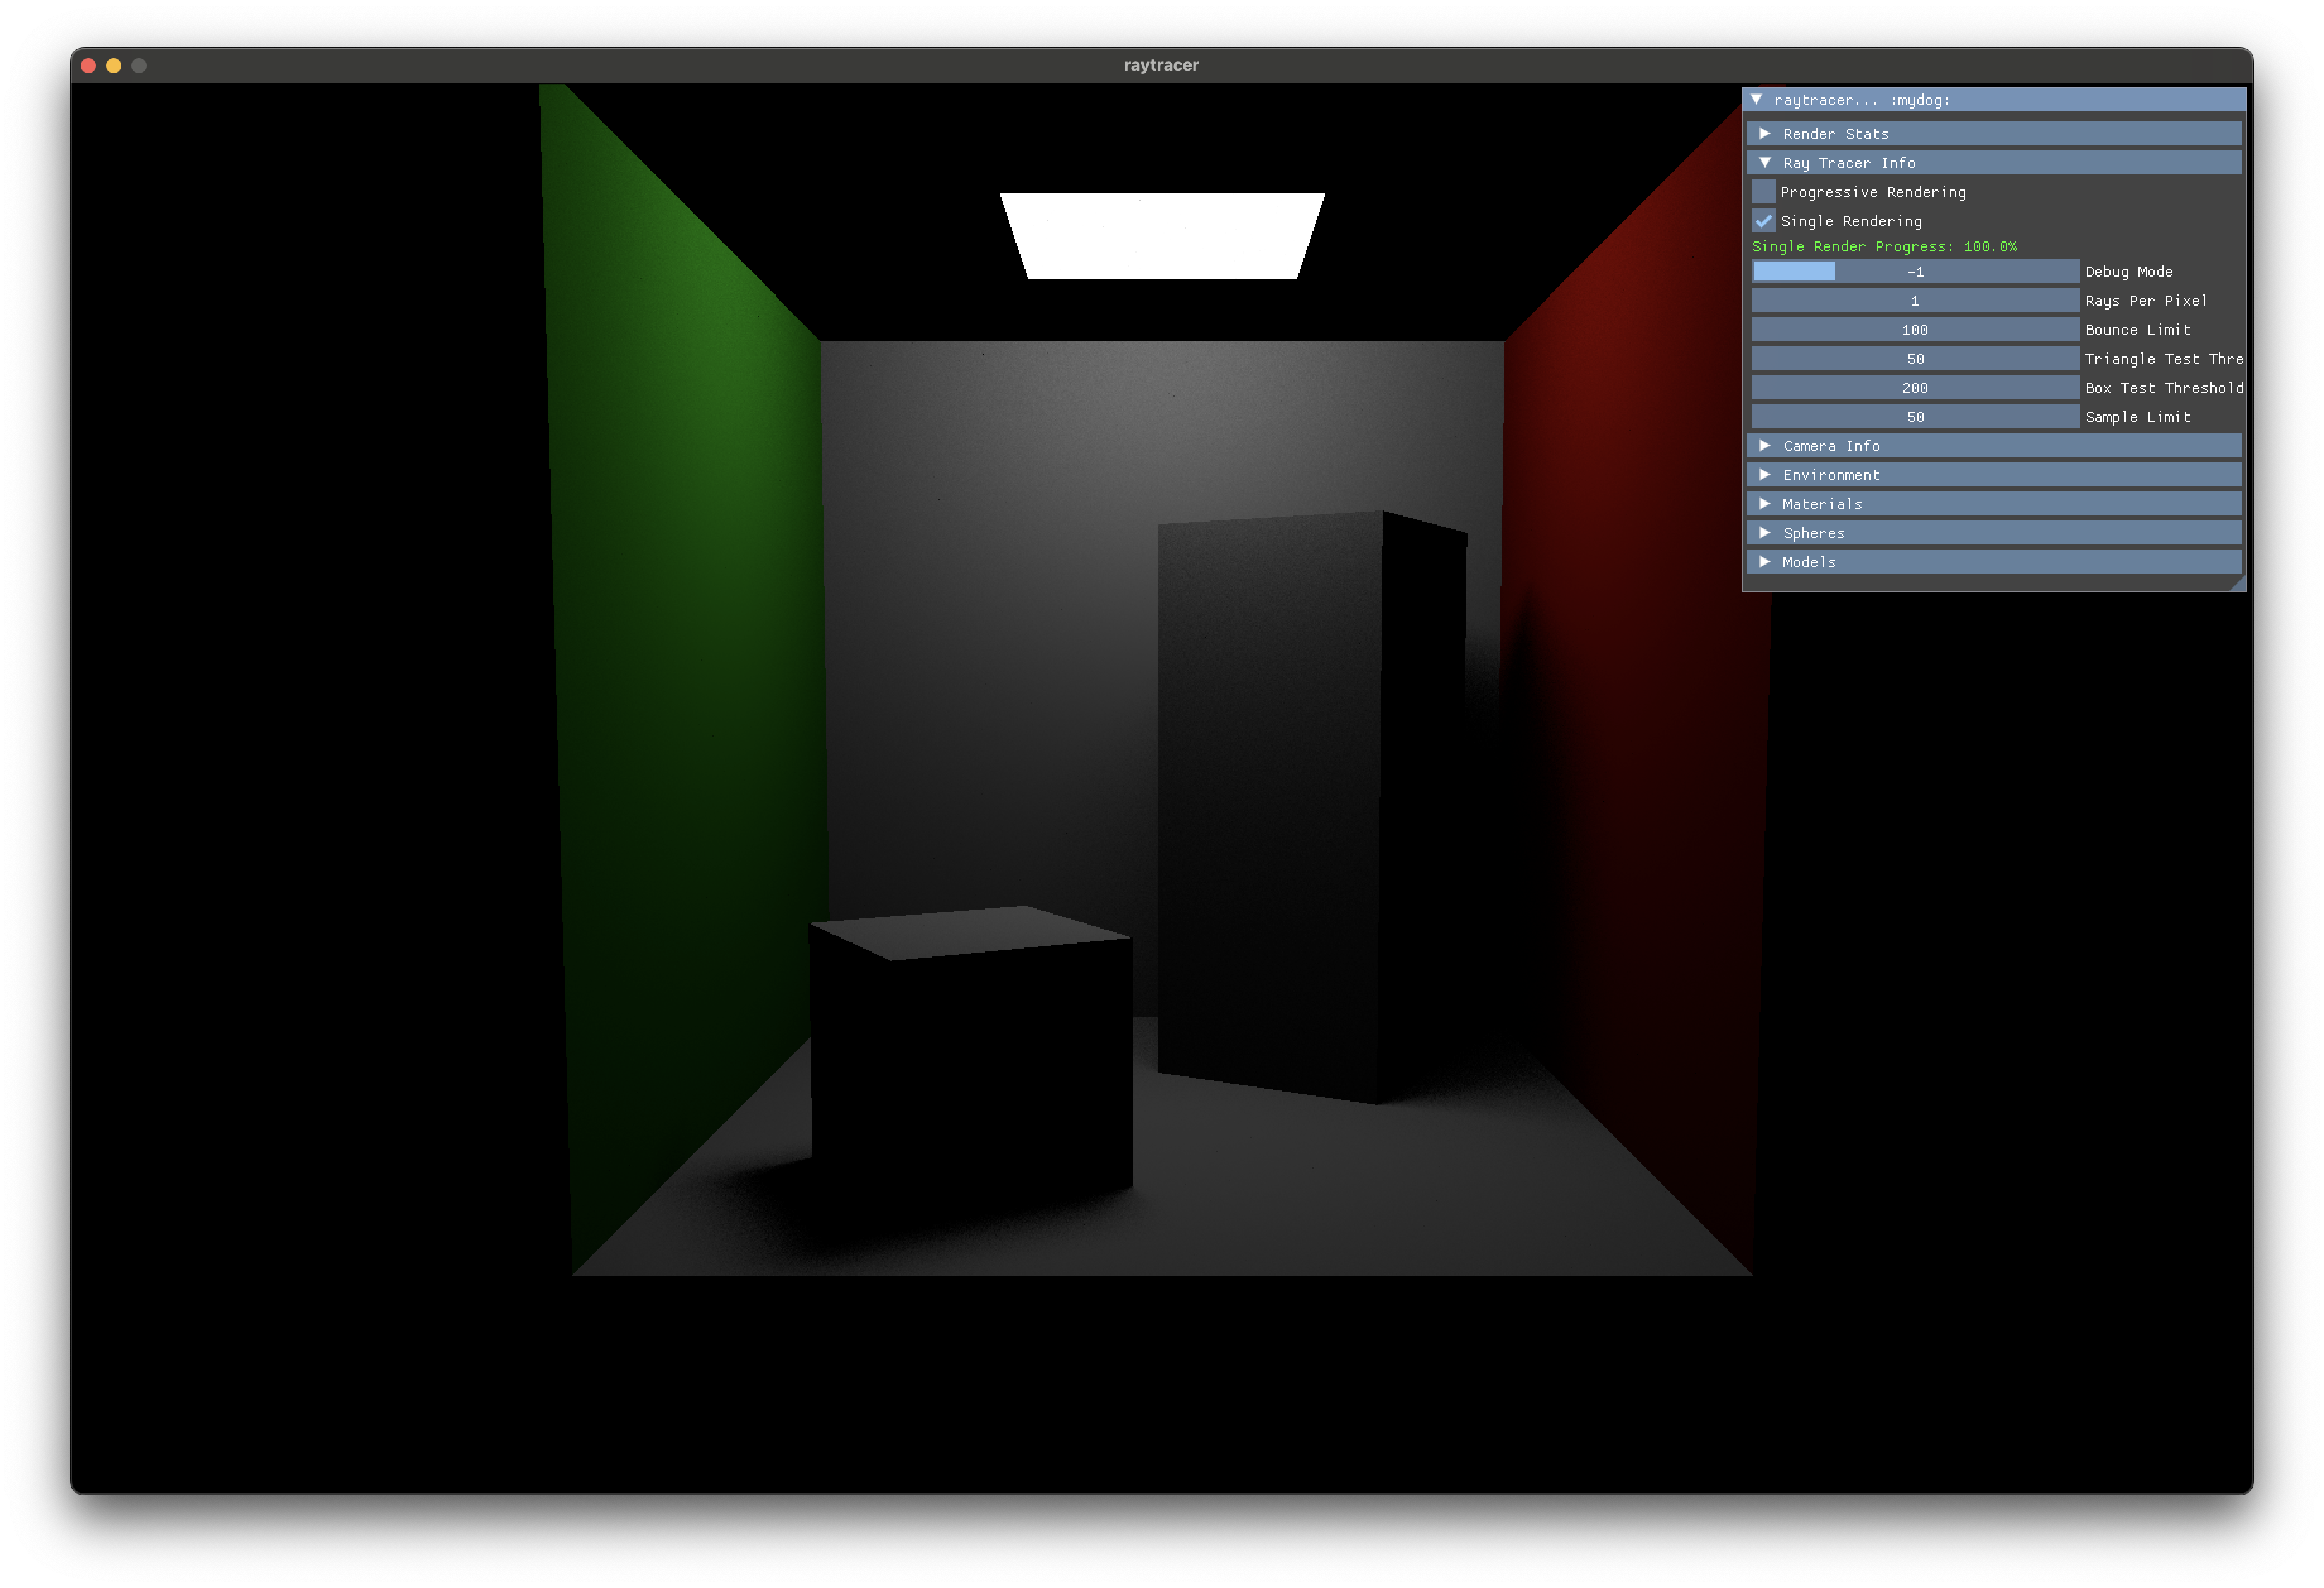 raytracer
raytracer... :mydog:
Render Stats
Ray Tracer Info
Progressive Rendering
Single Rendering
Single Render Progress: 100.0%
-1 Debug Mode
1 Rays Per Pixel
100 Bounce Limit
50 Triangle Test Thre
200 Box Test Threshold
50 Sample Limit
Camera Info
Environment
Materials
Spheres
Models